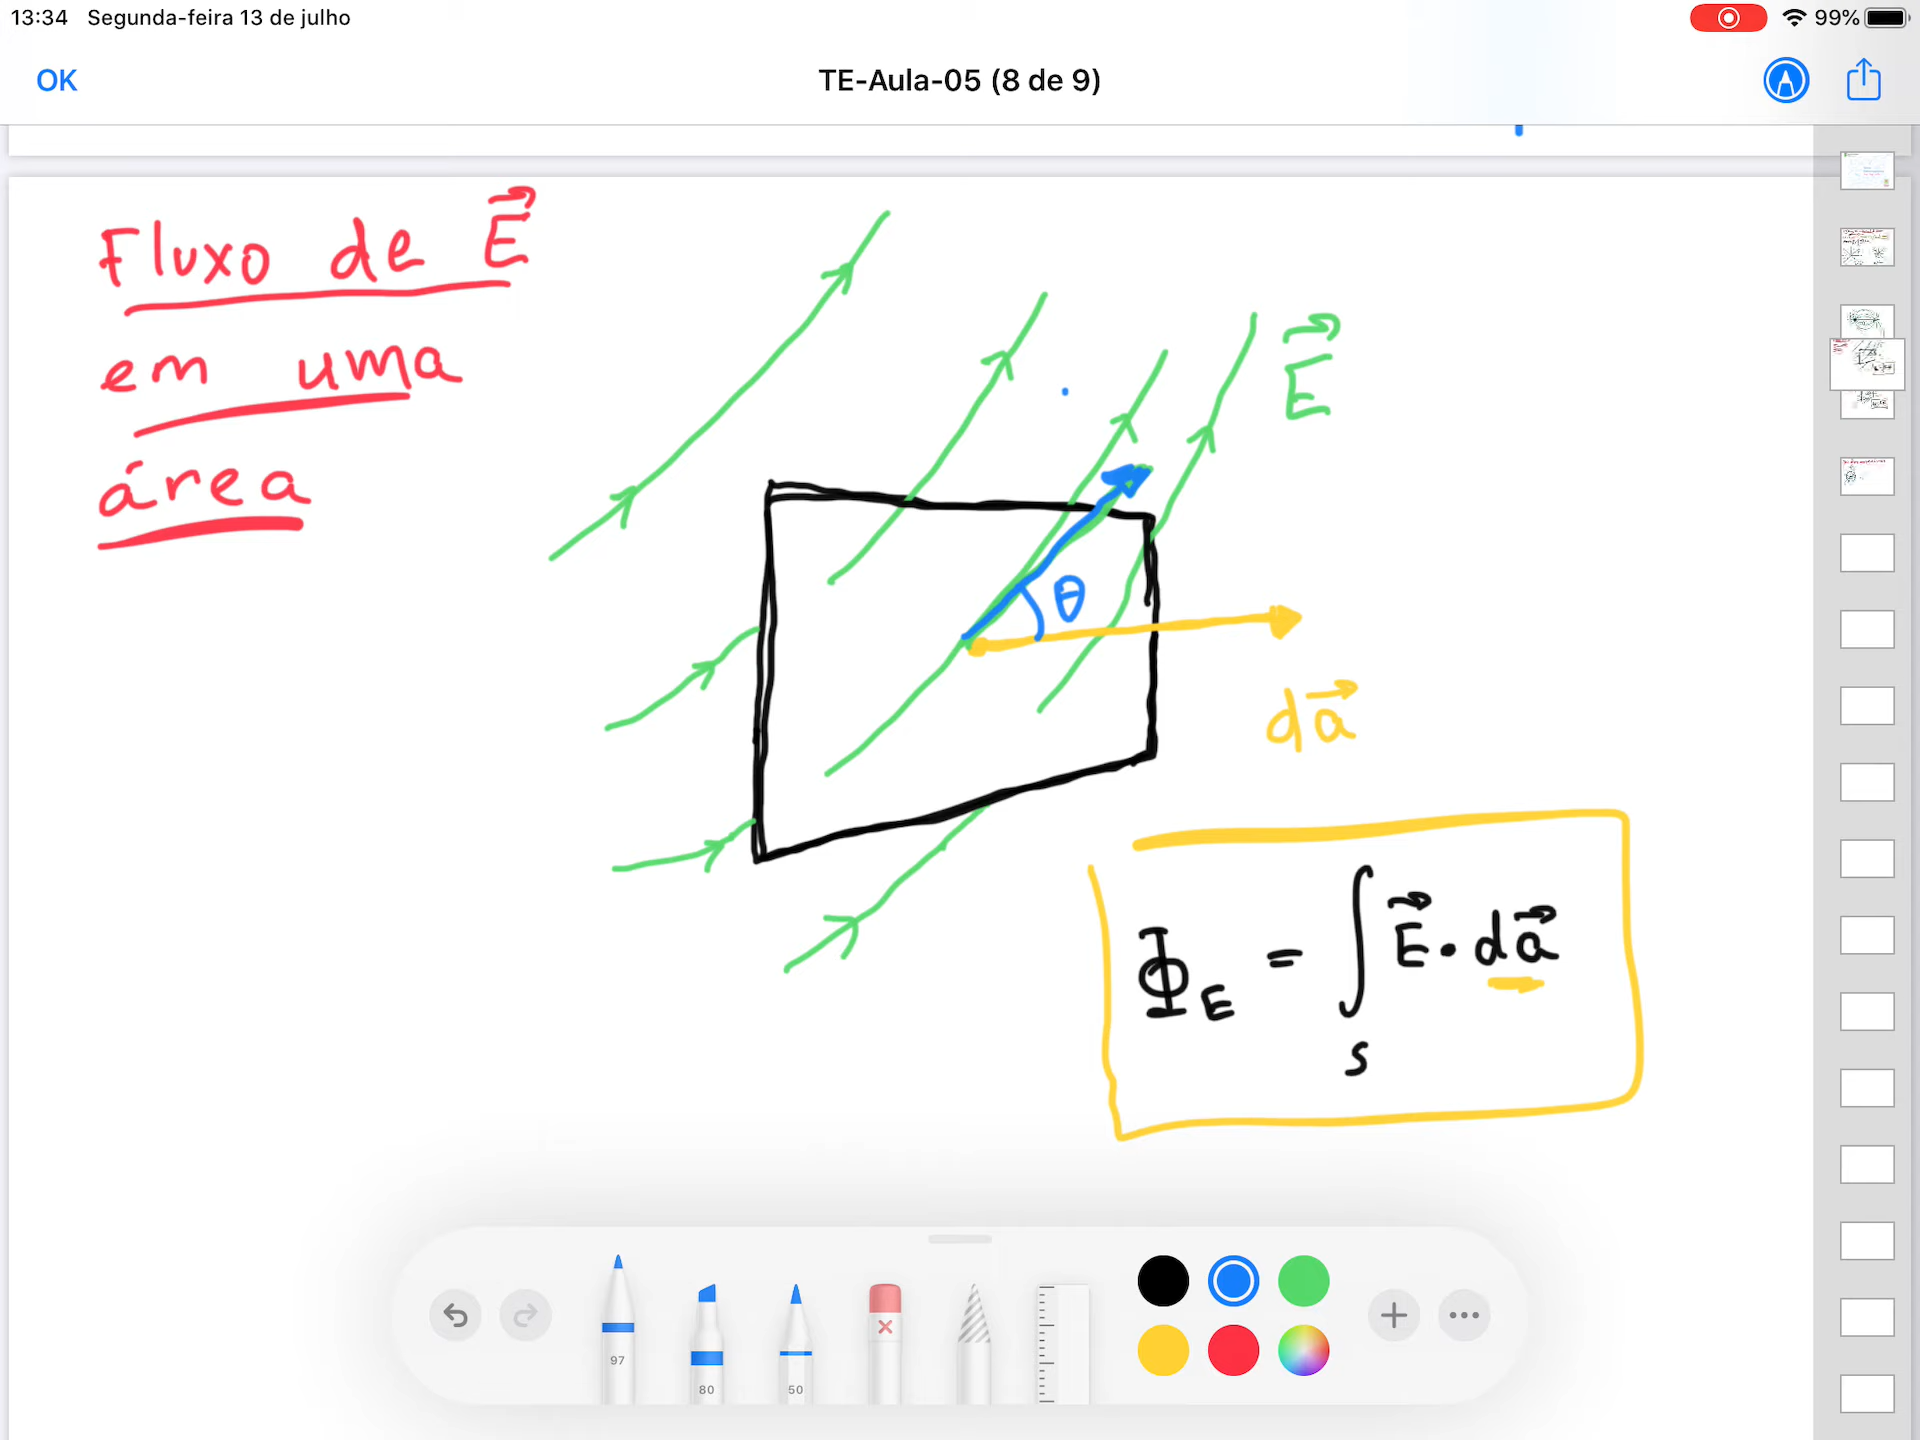 13:34 Segunda-feira 13 de julho 99%
OK TE-Aula-05 (8 de 9)
Fluxo de E⃗
em uma
área
E⃗
θ
da⃗
Φ_E = ∫_S E⃗ · da⃗
97
80
50